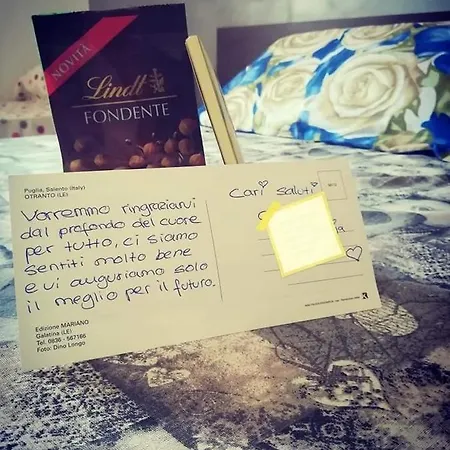 NOVITÀ
Lindt
FONDENTE
Puglia, Salento (Italy)
OTRANTO (LE)
Vorremmo ringraziarvi
dal profondo del cuore
per tutto, ci siamo
sentiti molto bene
e vi auguriamo solo
il meglio per il futuro.
Cari saluti
Edizione MARIANO
Galatina (LE)
Tel. 0836 - 567166
Foto: Dino Longo